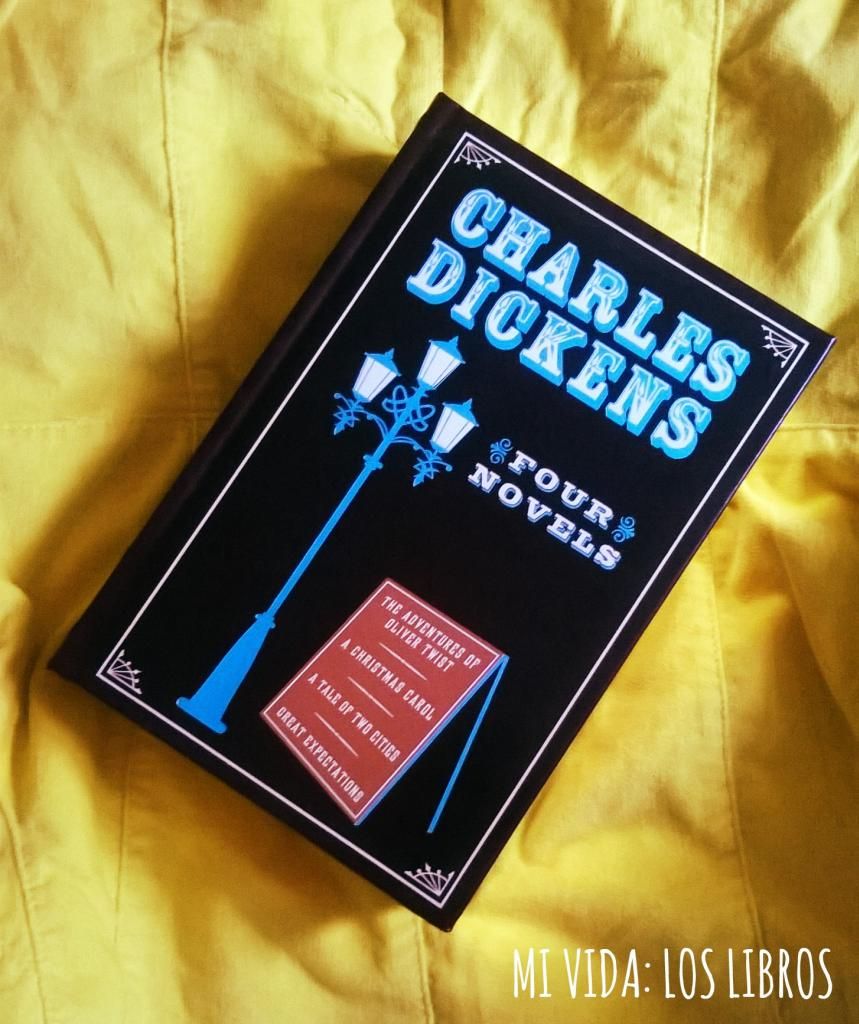 CHARLES
DICKENS
FOUR
NOVELS
THE ADVENTURES OF
OLIVER TWIST
A CHRISTMAS CAROL
A TALE OF TWO CITIES
GREAT EXPECTATIONS
MI VIDA: LOS LIBROS